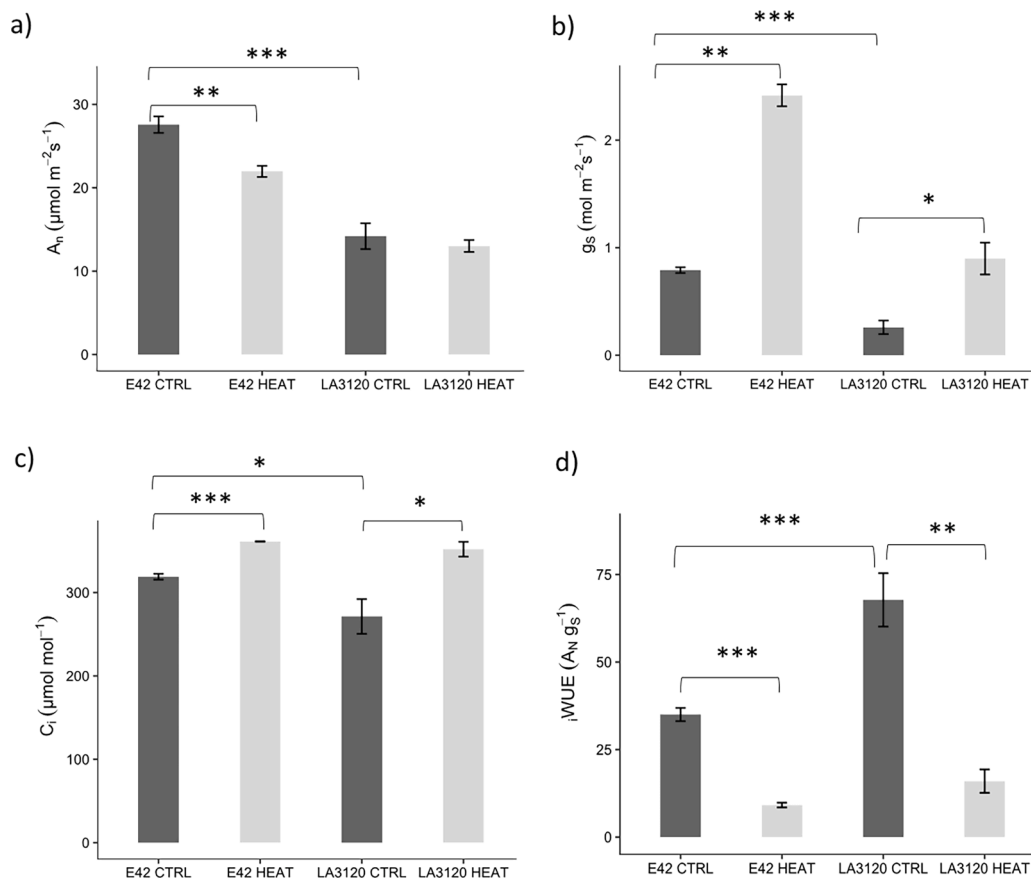 a)
***
**
Aₙ (µmol m⁻²s⁻¹)
30
20
10
0
E42 CTRL
E42 HEAT
LA3120 CTRL
LA3120 HEAT
b)
***
**
*
gₛ (mol m⁻²s⁻¹)
2
1
0
E42 CTRL
E42 HEAT
LA3120 CTRL
LA3120 HEAT
c)
*
***
*
Cᵢ (µmol mol⁻¹)
300
200
100
0
E42 CTRL
E42 HEAT
LA3120 CTRL
LA3120 HEAT
d)
***
**
***
ᵢWUE (A_N g_S⁻¹)
75
50
25
0
E42 CTRL
E42 HEAT
LA3120 CTRL
LA3120 HEAT